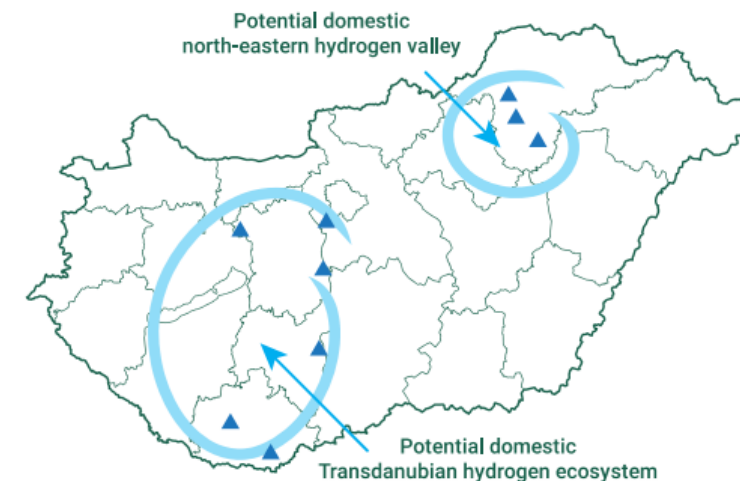 Potential domestic
north-eastern hydrogen valley
Potential domestic
Transdanubian hydrogen ecosystem